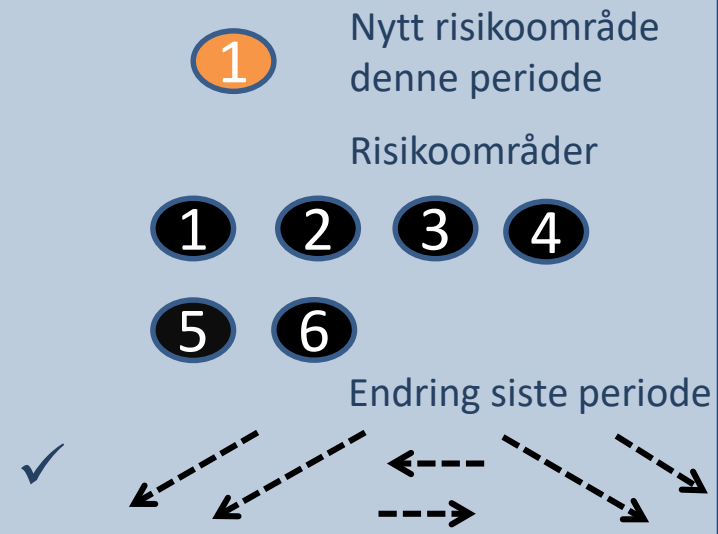 1
Nytt risikoområde
denne periode
Risikoområder
1 2 3 4
5 6
Endring siste periode